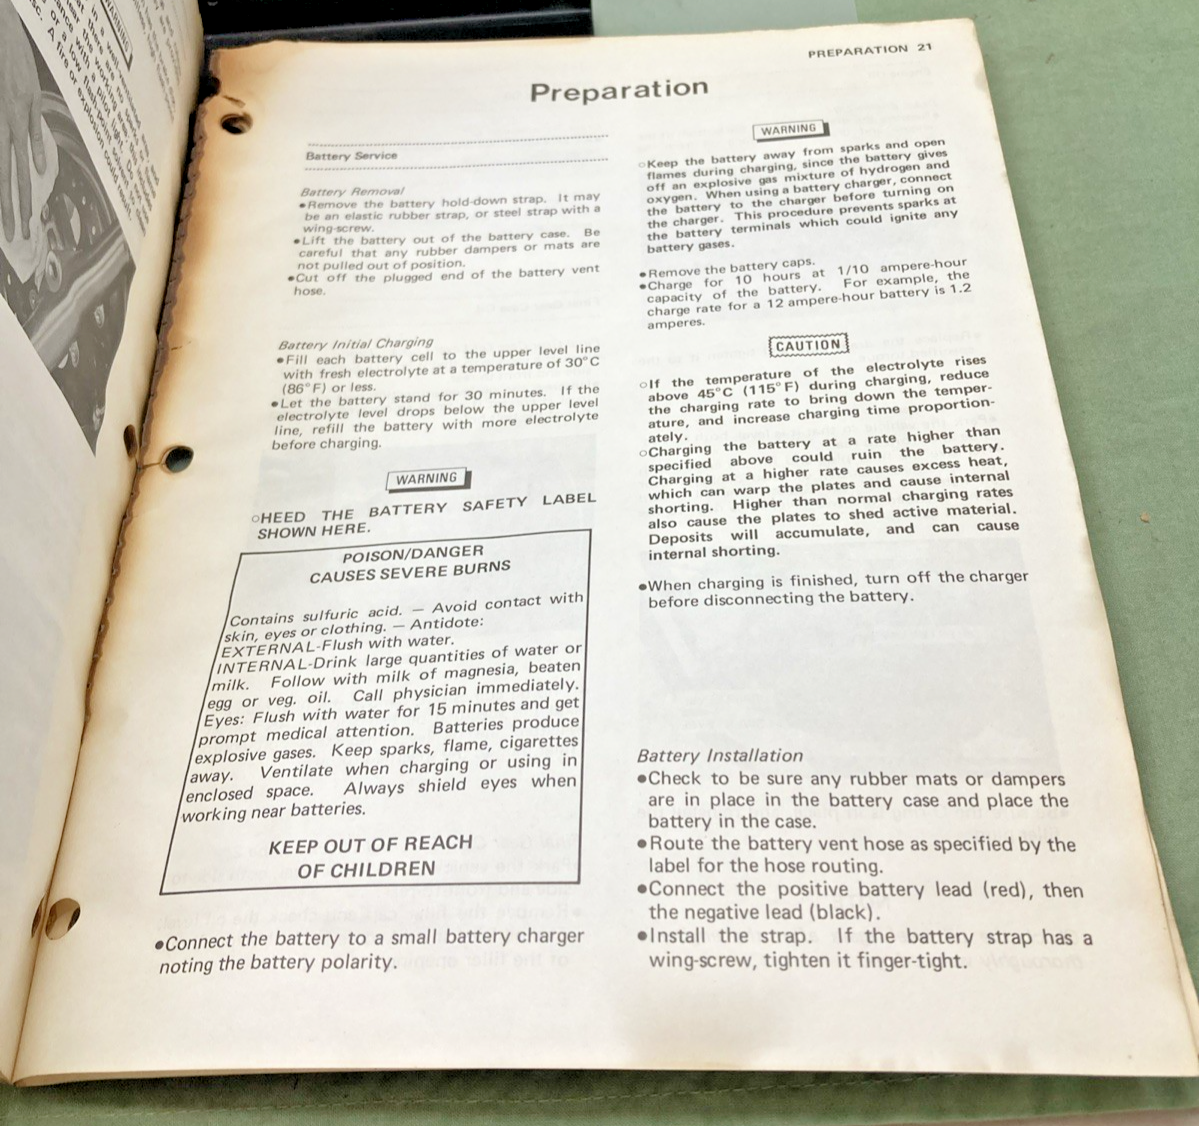 WARNING
PREPARATION 21
Preparation
Battery Service
Battery Removal
●Remove the battery hold-down strap. It may
be an elastic rubber strap, or steel strap with a
wing-screw.
●Lift the battery out of the battery case. Be
careful that any rubber dampers or mats are
not pulled out of position.
●Cut off the plugged end of the battery vent
hose.
Battery Initial Charging
●Fill each battery cell to the upper level line
with fresh electrolyte at a temperature of 30°C
(86°F) or less.
●Let the battery stand for 30 minutes. If the
electrolyte level drops below the upper level
line, refill the battery with more electrolyte
before charging.
WARNING
○HEED THE BATTERY SAFETY LABEL
SHOWN HERE.
POISON/DANGER
CAUSES SEVERE BURNS
Contains sulfuric acid. — Avoid contact with
skin, eyes or clothing. — Antidote:
EXTERNAL-Flush with water.
INTERNAL-Drink large quantities of water or
milk. Follow with milk of magnesia, beaten
egg or veg. oil. Call physician immediately.
Eyes: Flush with water for 15 minutes and get
prompt medical attention. Batteries produce
explosive gases. Keep sparks, flame, cigarettes
away. Ventilate when charging or using in
enclosed space. Always shield eyes when
working near batteries.
KEEP OUT OF REACH
OF CHILDREN
●Connect the battery to a small battery charger
noting the battery polarity.
WARNING
○Keep the battery away from sparks and open
flames during charging, since the battery gives
off an explosive gas mixture of hydrogen and
oxygen. When using a battery charger, connect
the battery to the charger before turning on
the charger. This procedure prevents sparks at
the battery terminals which could ignite any
battery gases.
●Remove the battery caps.
●Charge for 10 hours at 1/10 ampere-hour
capacity of the battery. For example, the
charge rate for a 12 ampere-hour battery is 1.2
amperes.
CAUTION
○If the temperature of the electrolyte rises
above 45°C (115°F) during charging, reduce
the charging rate to bring down the temper-
ature, and increase charging time proportion-
ately.
○Charging the battery at a rate higher than
specified above could ruin the battery.
Charging at a higher rate causes excess heat,
which can warp the plates and cause internal
shorting. Higher than normal charging rates
also cause the plates to shed active material.
Deposits will accumulate, and can cause
internal shorting.
●When charging is finished, turn off the charger
before disconnecting the battery.
Battery Installation
●Check to be sure any rubber mats or dampers
are in place in the battery case and place the
battery in the case.
●Route the battery vent hose as specified by the
label for the hose routing.
●Connect the positive battery lead (red), then
the negative lead (black).
●Install the strap. If the battery strap has a
wing-screw, tighten it finger-tight.